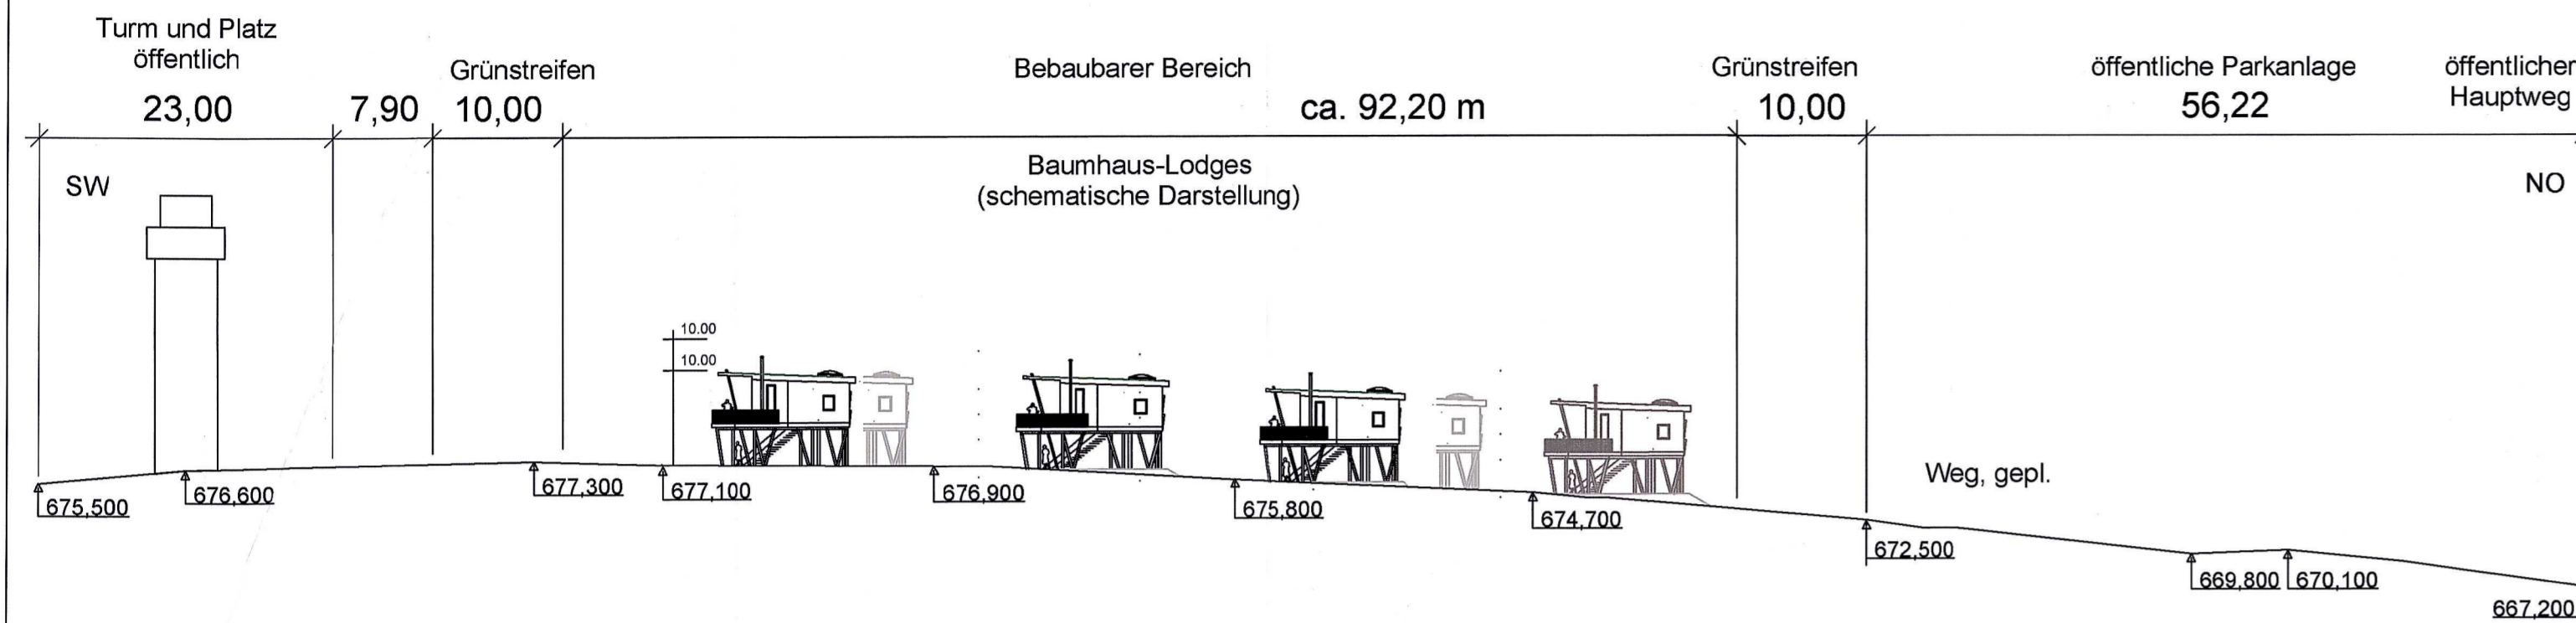 Turm und Platz
öffentlich
23,00
7,90
Grünstreifen
10,00
Bebaubarer Bereich
ca. 92,20 m
Grünstreifen
10,00
öffentliche Parkanlage
56,22
öffentlicher
Hauptweg
SW
Baumhaus-Lodges
(schematische Darstellung)
NO
10.00
10.00
Weg, gepl.
675,500
676,600
677,300
677,100
676,900
675,800
674,700
672,500
669,800
670,100
667,200